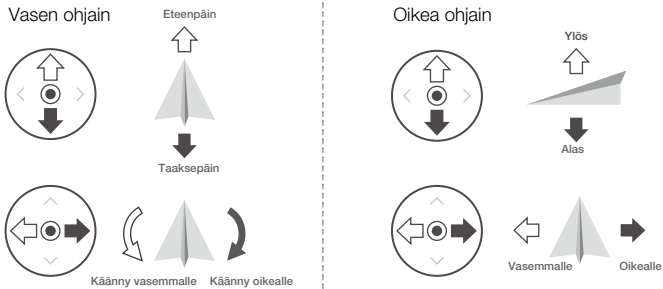 Vasen ohjain
Eteenpäin
Taaksepäin
Käänny vasemmalle Käänny oikealle
Oikea ohjain
Ylös
Alas
Vasemmalle Oikealle